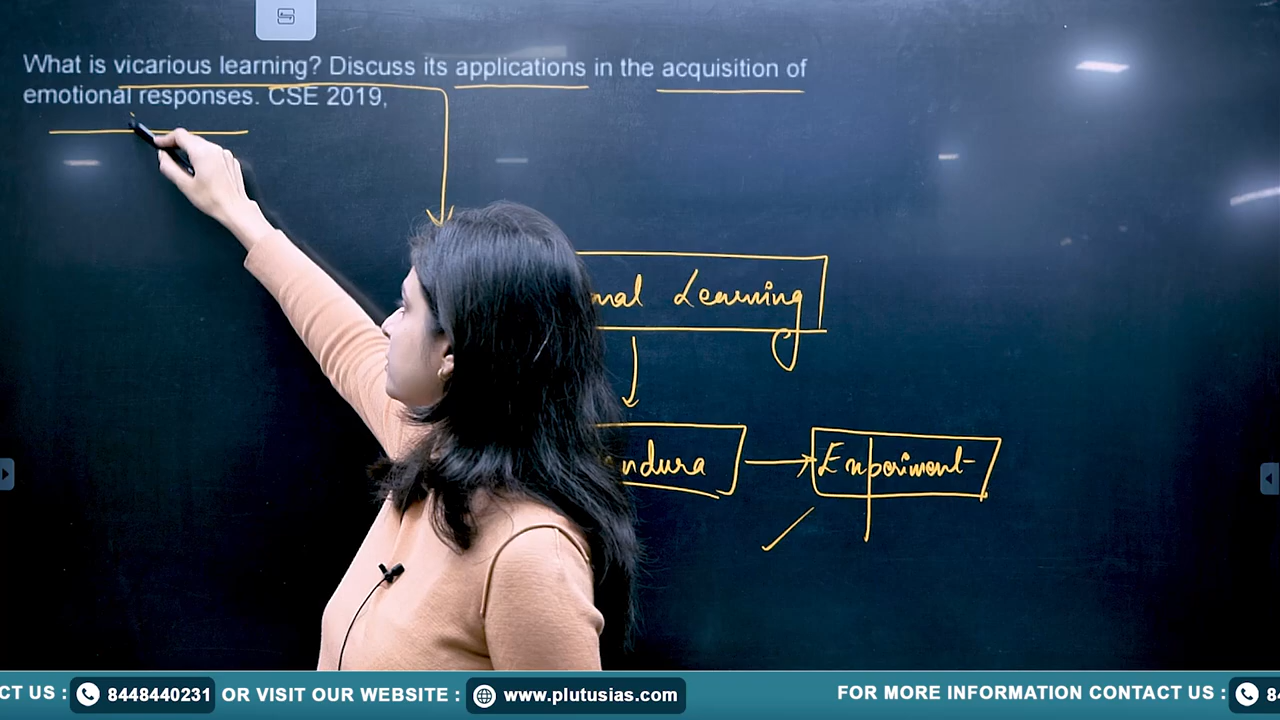 What is vicarious learning? Discuss its applications in the acquisition of
emotional responses. CSE 2019,
nal Learning
ndura
Experiment
CT US : 8448440231 OR VISIT OUR WEBSITE : www.plutusias.com FOR MORE INFORMATION CONTACT US : 84